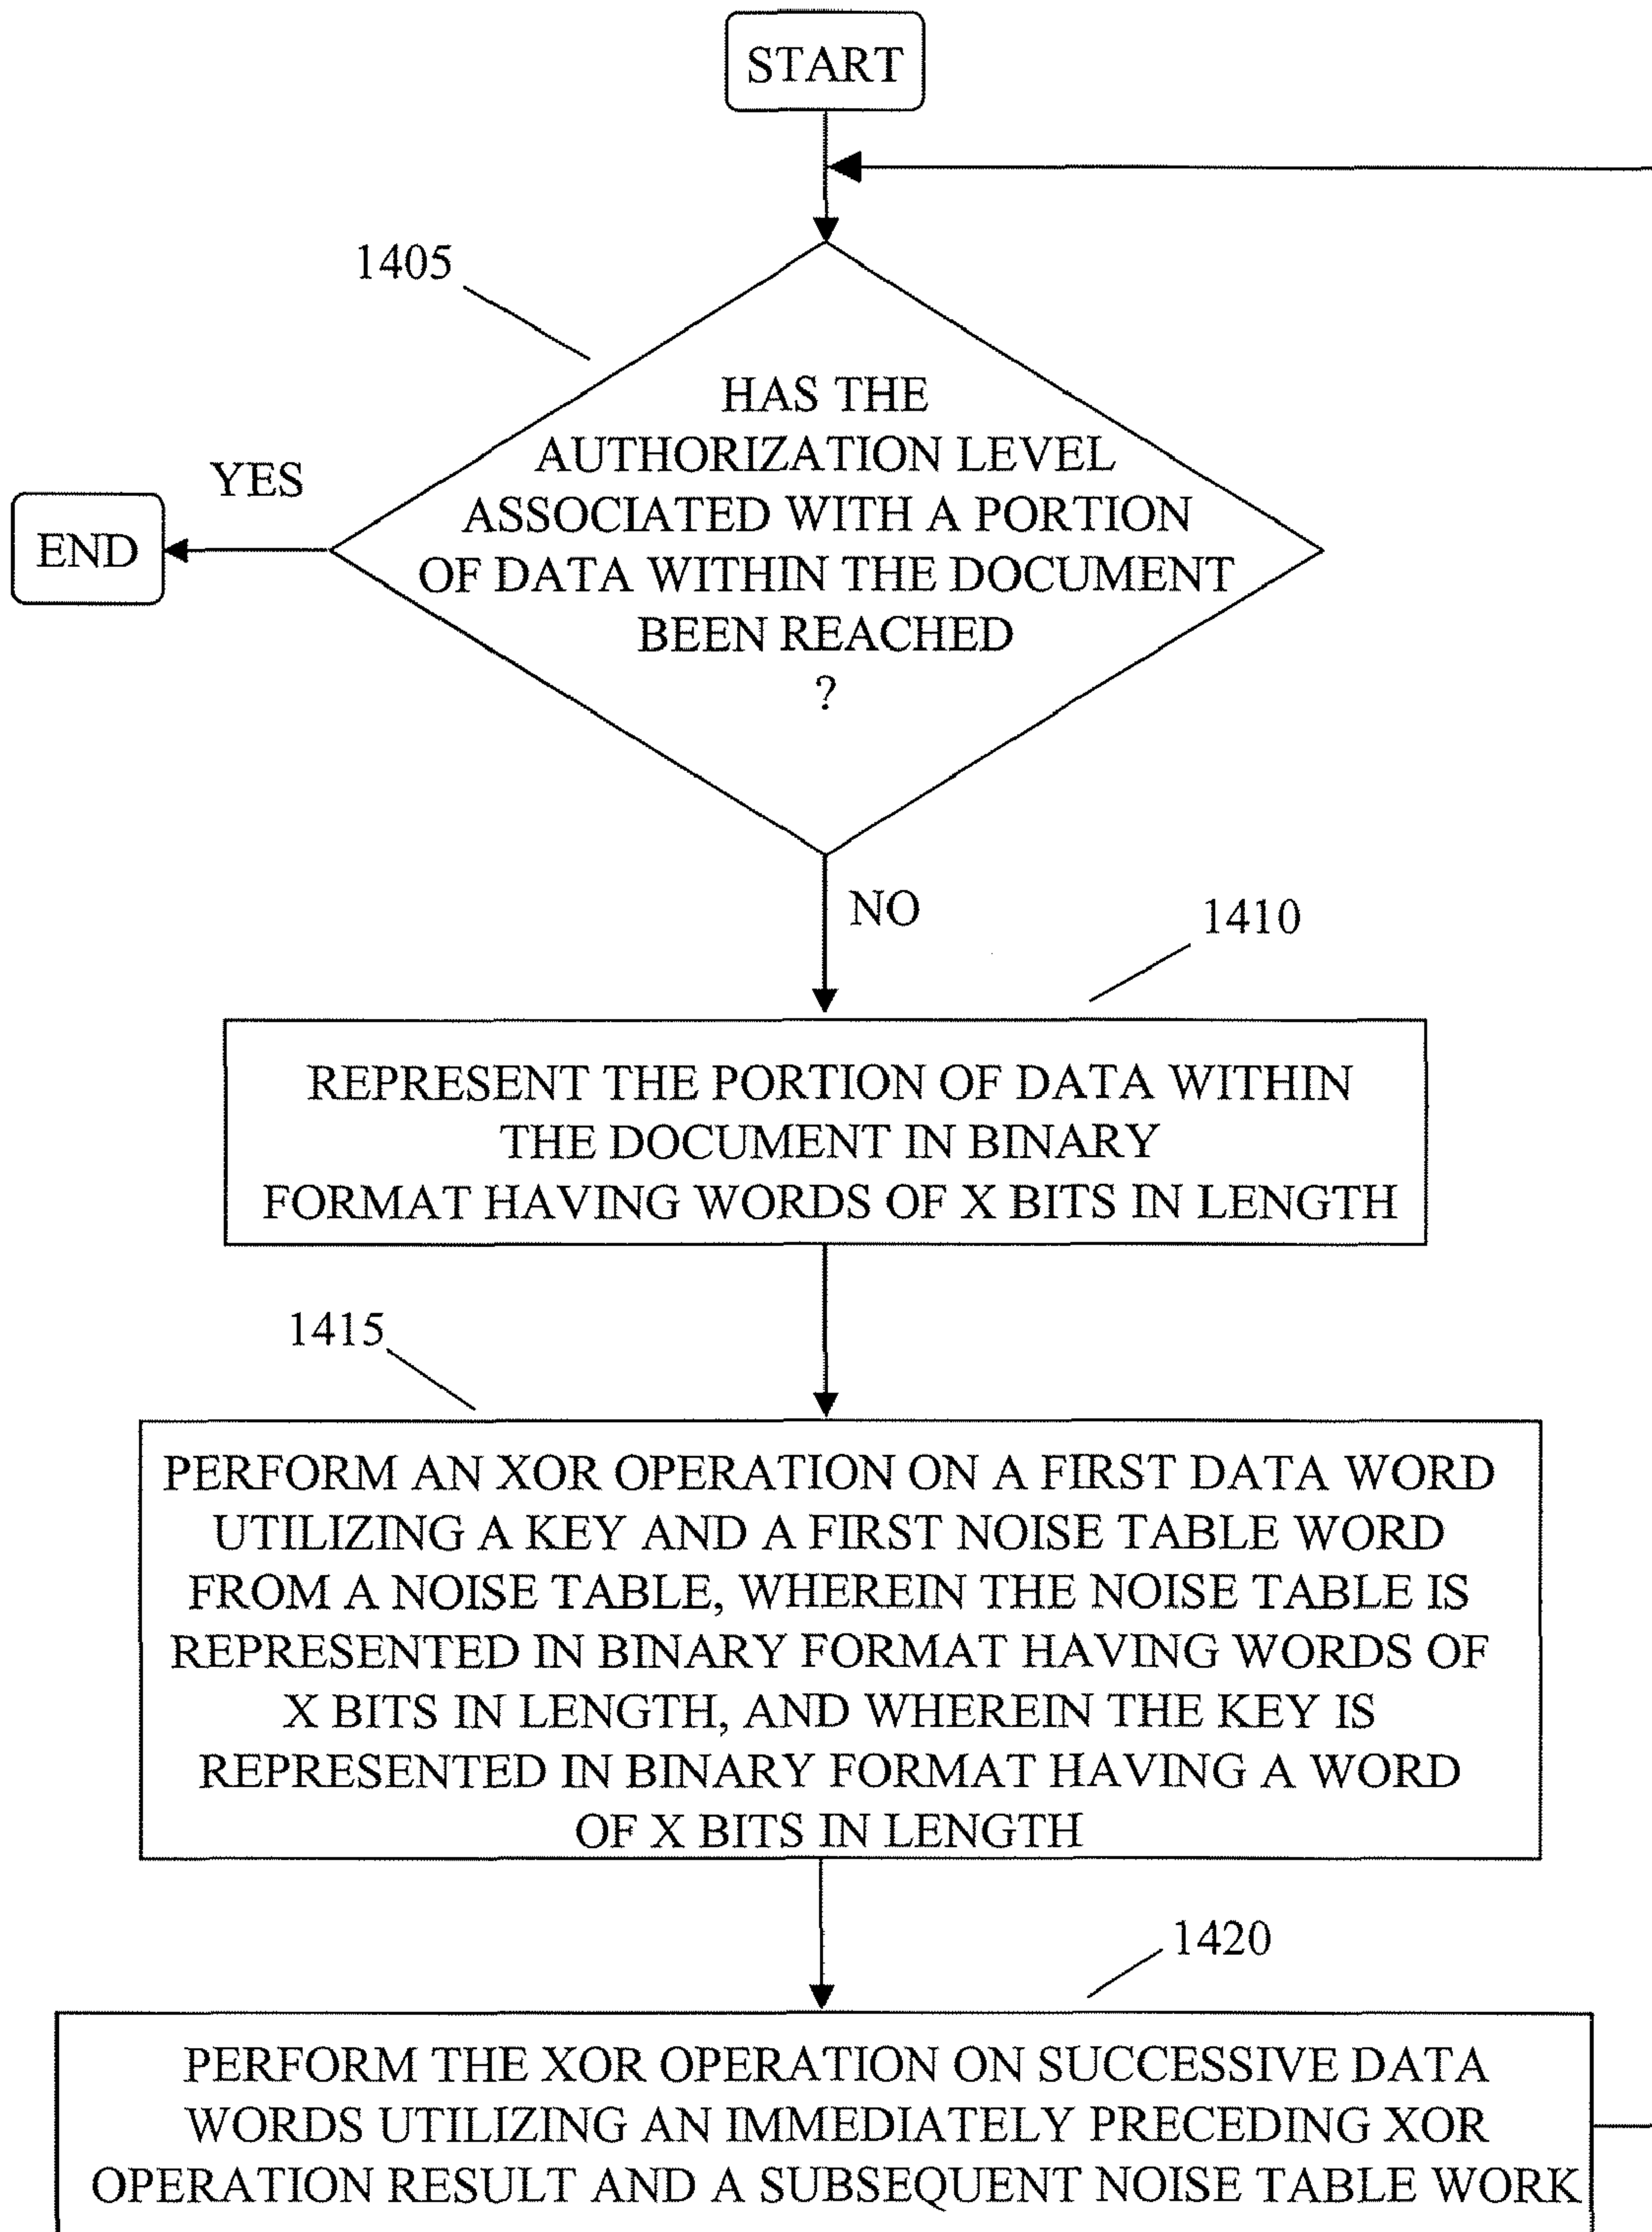 START
1405
HAS THE
AUTHORIZATION LEVEL
ASSOCIATED WITH A PORTION
OF DATA WITHIN THE DOCUMENT
BEEN REACHED
?
YES
END
NO
1410
REPRESENT THE PORTION OF DATA WITHIN
THE DOCUMENT IN BINARY
FORMAT HAVING WORDS OF X BITS IN LENGTH
1415
PERFORM AN XOR OPERATION ON A FIRST DATA WORD
UTILIZING A KEY AND A FIRST NOISE TABLE WORD
FROM A NOISE TABLE, WHEREIN THE NOISE TABLE IS
REPRESENTED IN BINARY FORMAT HAVING WORDS OF
X BITS IN LENGTH, AND WHEREIN THE KEY IS
REPRESENTED IN BINARY FORMAT HAVING A WORD
OF X BITS IN LENGTH
1420
PERFORM THE XOR OPERATION ON SUCCESSIVE DATA
WORDS UTILIZING AN IMMEDIATELY PRECEDING XOR
OPERATION RESULT AND A SUBSEQUENT NOISE TABLE WORK